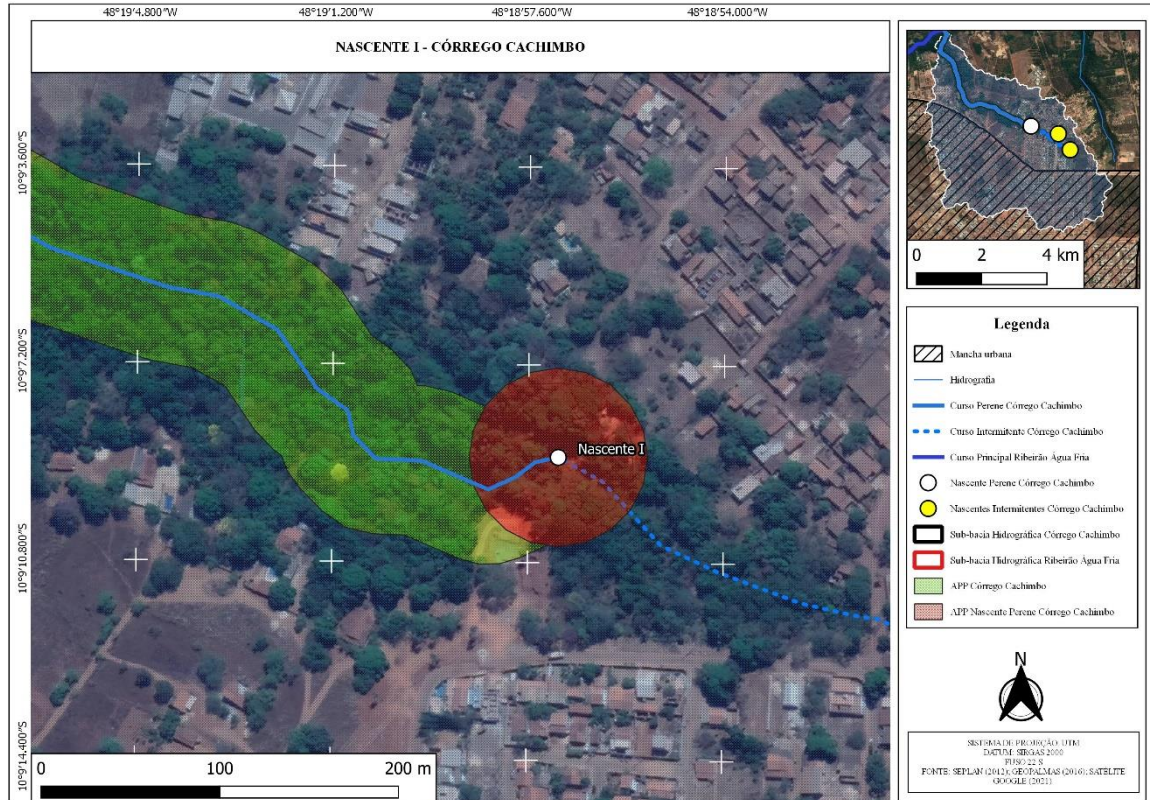 48°19'4.800"W 48°19'1.200"W 48°18'57.600"W 48°18'54.000"W
NASCENTE I - CÓRREGO CACHIMBO
10°9'3.600"S
10°9'7.200"S
10°9'10.800"S
10°9'14.400"S
Nascente I
0 100 200 m
0 2 4 km
Legenda
Mancha urbana
Hidrografia
Curso Perene Córrego Cachimbo
Curso Intermitente Córrego Cachimbo
Curso Principal Ribeirão Água Fria
Nascente Perene Córrego Cachimbo
Nascentes Intermitentes Córrego Cachimbo
Sub-bacia Hidrográfica Córrego Cachimbo
Sub-bacia Hidrográfica Ribeirão Água Fria
APP Córrego Cachimbo
APP Nascente Perene Córrego Cachimbo
N
SISTEMA DE PROJEÇÃO: UTM
DATUM: SIRGAS 2000
FUSO 22 S
FONTE: SEPLAN (2012); GEOPALMAS (2016); SATÉLITE
GOOGLE (2021)